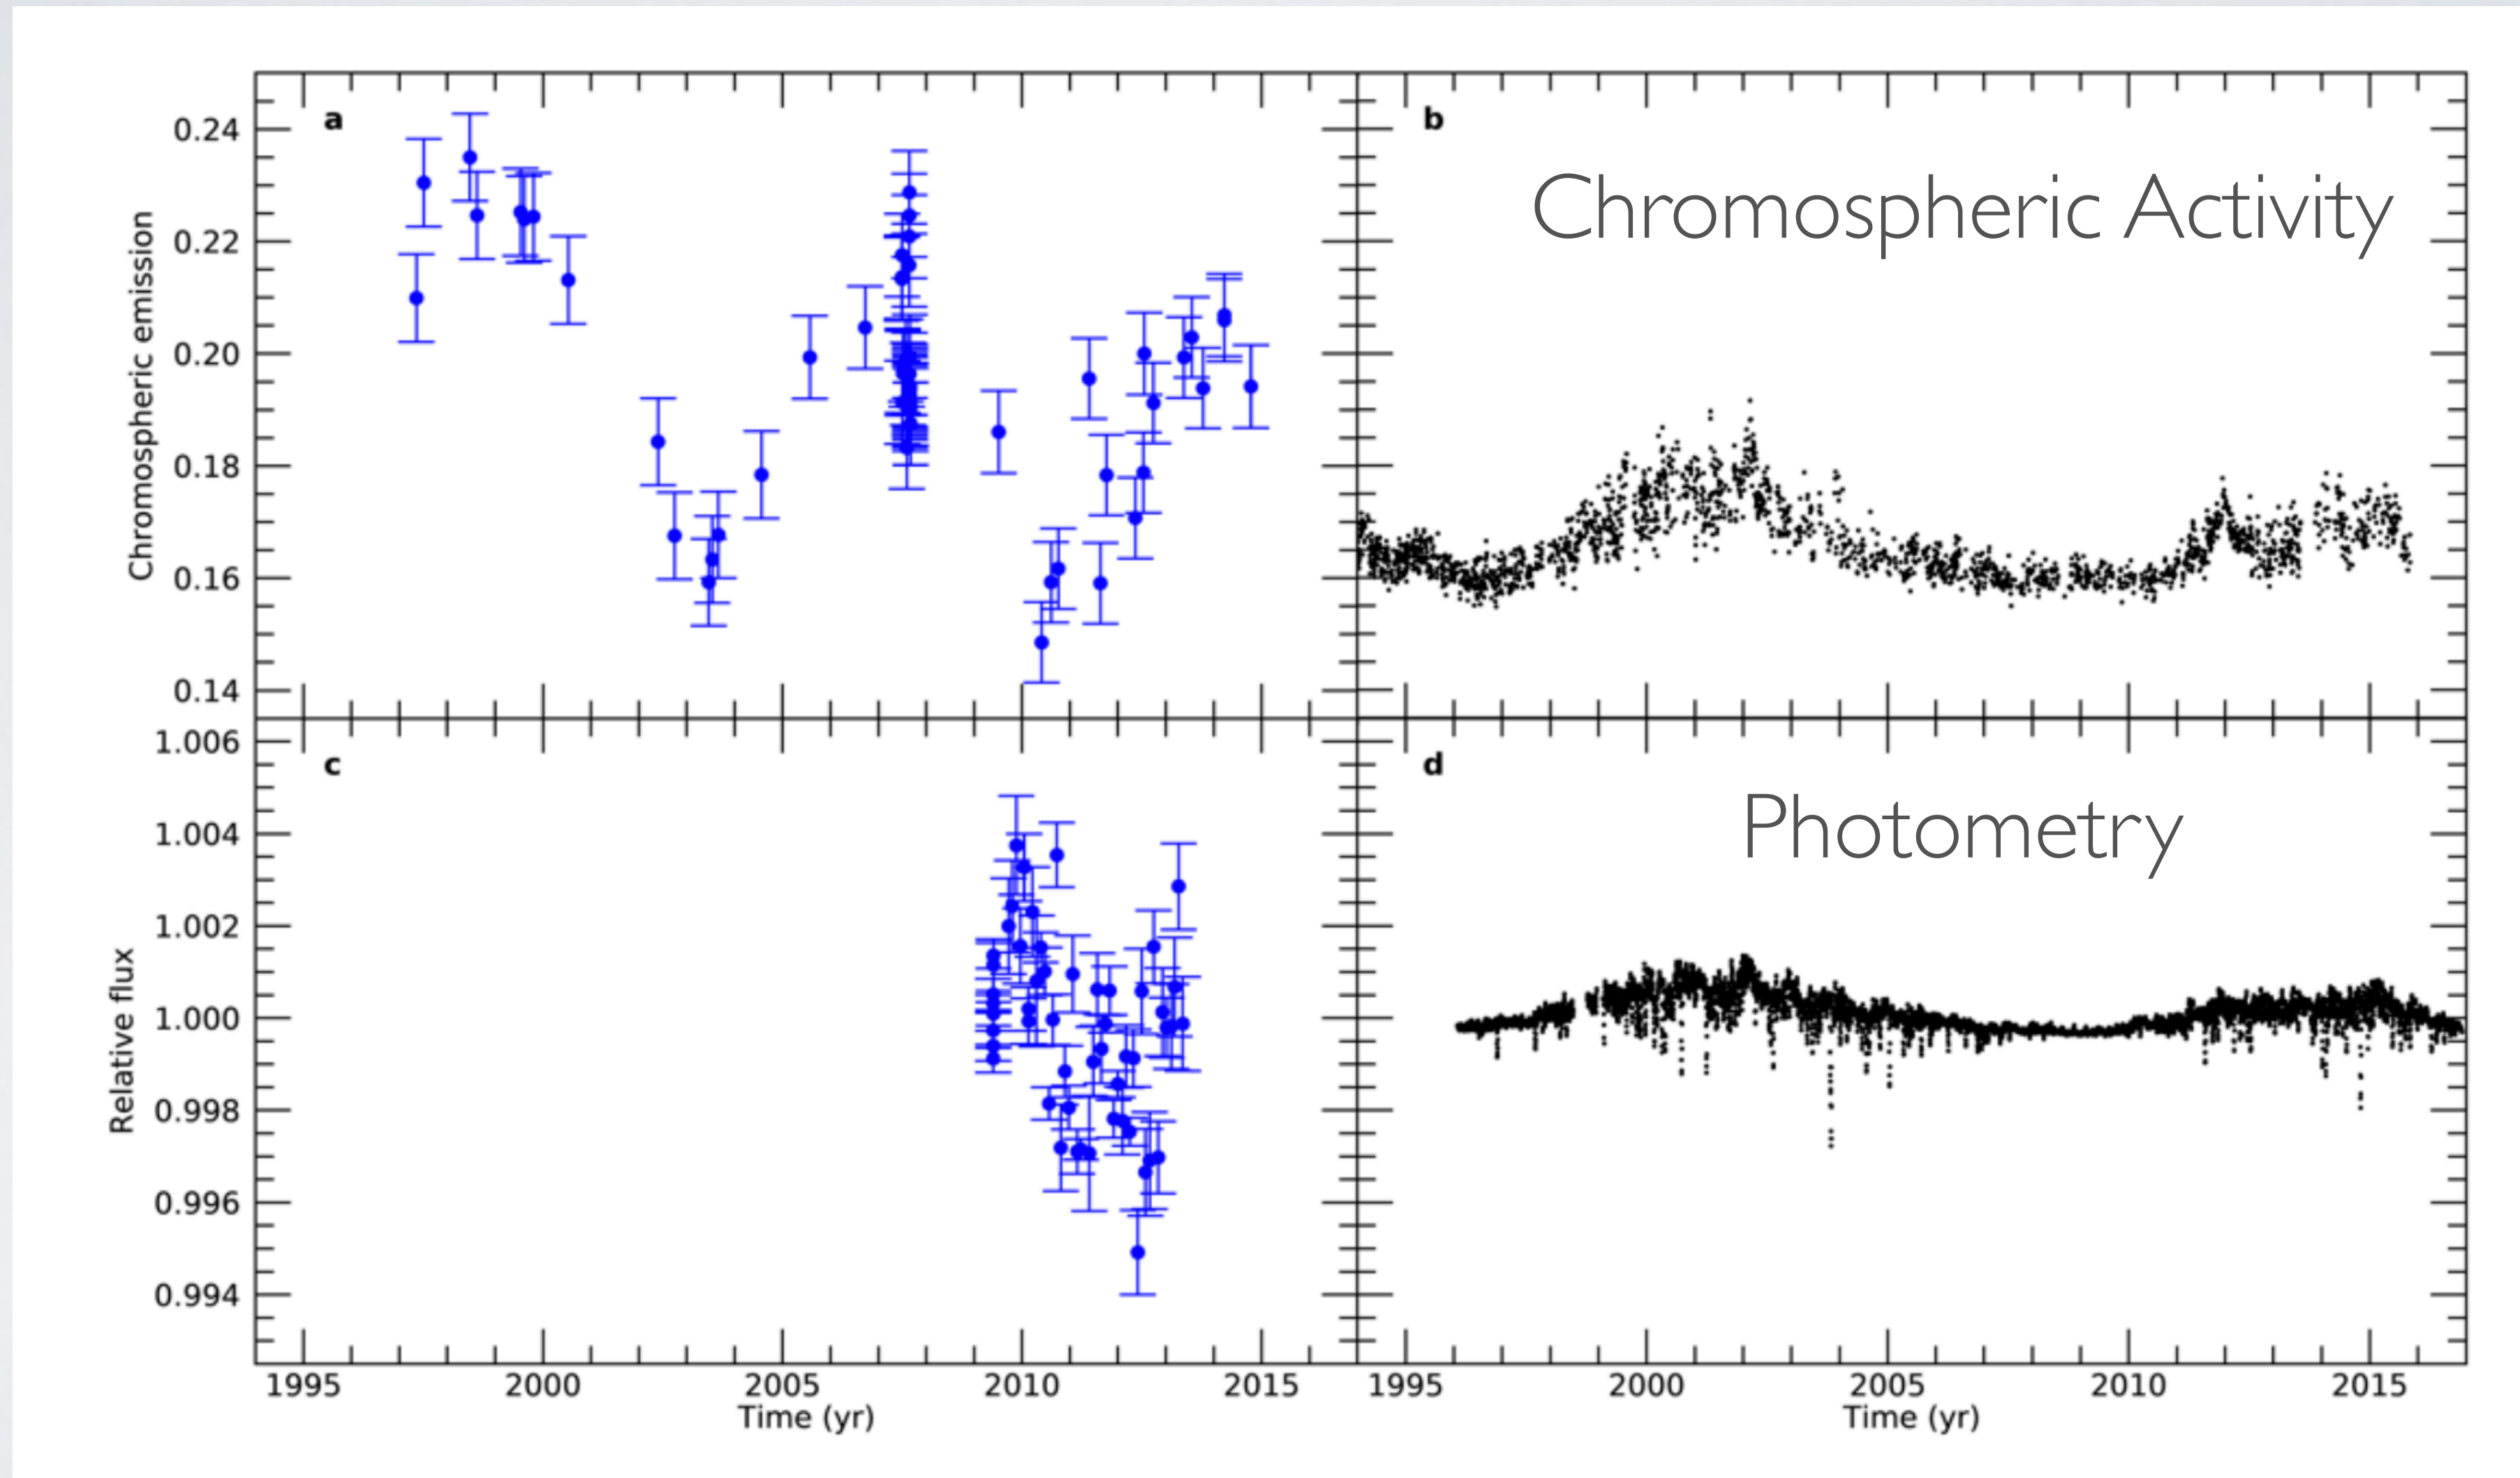 a
b
Chromospheric Activity
Chromospheric emission
0.24
0.22
0.20
0.18
0.16
0.14
c
d
Photometry
Relative flux
1.006
1.004
1.002
1.000
0.998
0.996
0.994
1995 2000 2005 2010 2015
Time (yr)
1995 2000 2005 2010 2015
Time (yr)